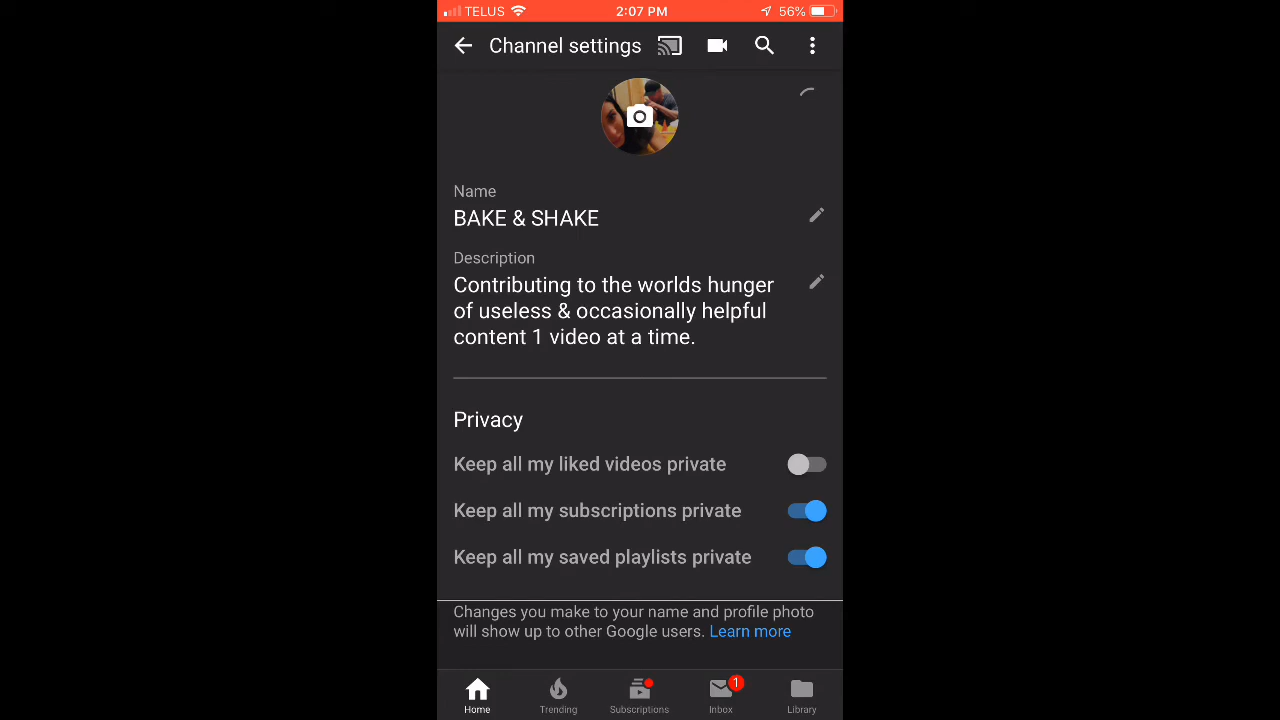 TELUS 2:07 PM 56%
Channel settings
Name
BAKE & SHAKE
Description
Contributing to the worlds hunger
of useless & occasionally helpful
content 1 video at a time.
Privacy
Keep all my liked videos private
Keep all my subscriptions private
Keep all my saved playlists private
Changes you make to your name and profile photo
will show up to other Google users. Learn more
1
Home Trending Subscriptions Inbox Library